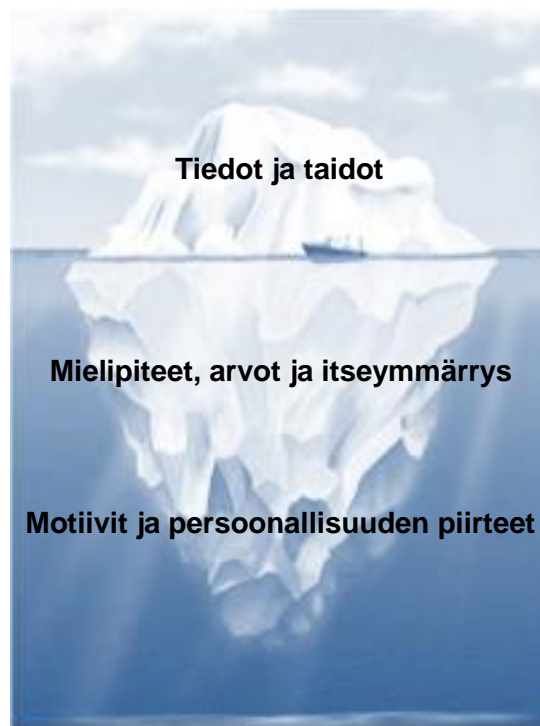 Tiedot ja taidot
Mielipiteet, arvot ja itseymmärrys
Motiivit ja persoonallisuuden piirteet